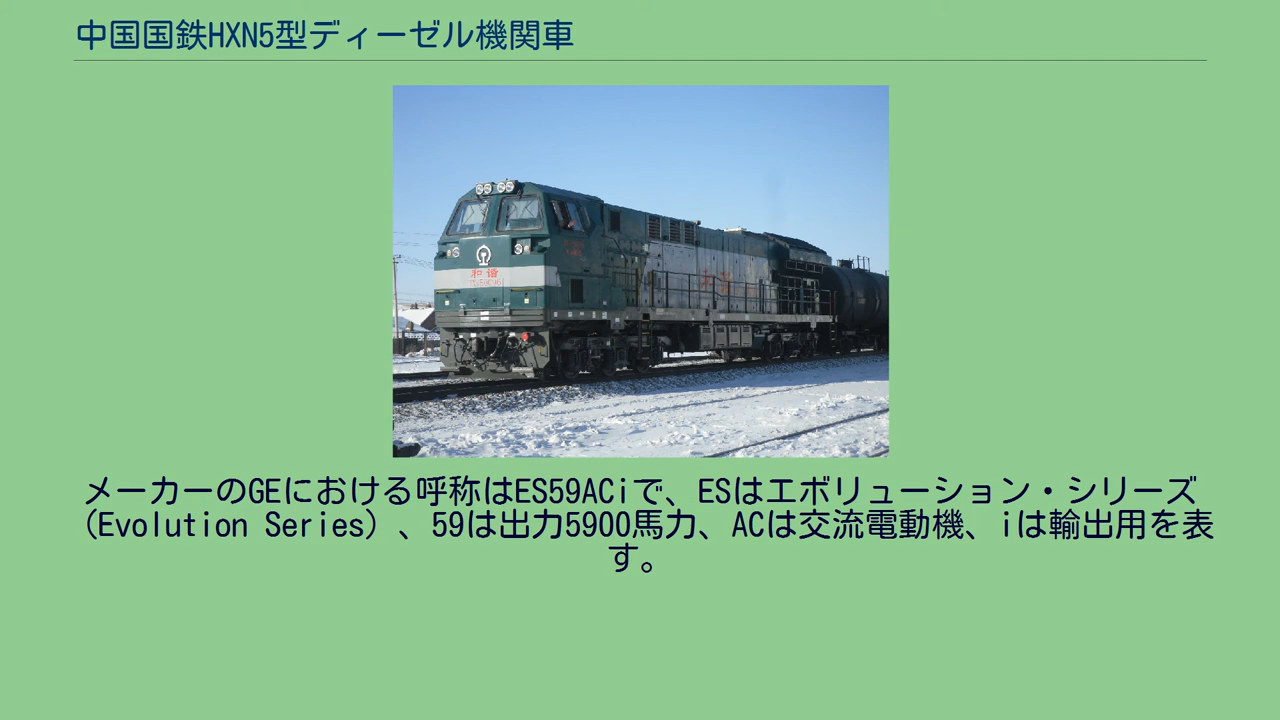 中国国鉄HXN5型ディーゼル機関車
和谐
メーカーのGEにおける呼称はES59ACiで、ESはエボリューション・シリーズ
(Evolution Series)、59は出力5900馬力、ACは交流電動機、iは輸出用を表
す。